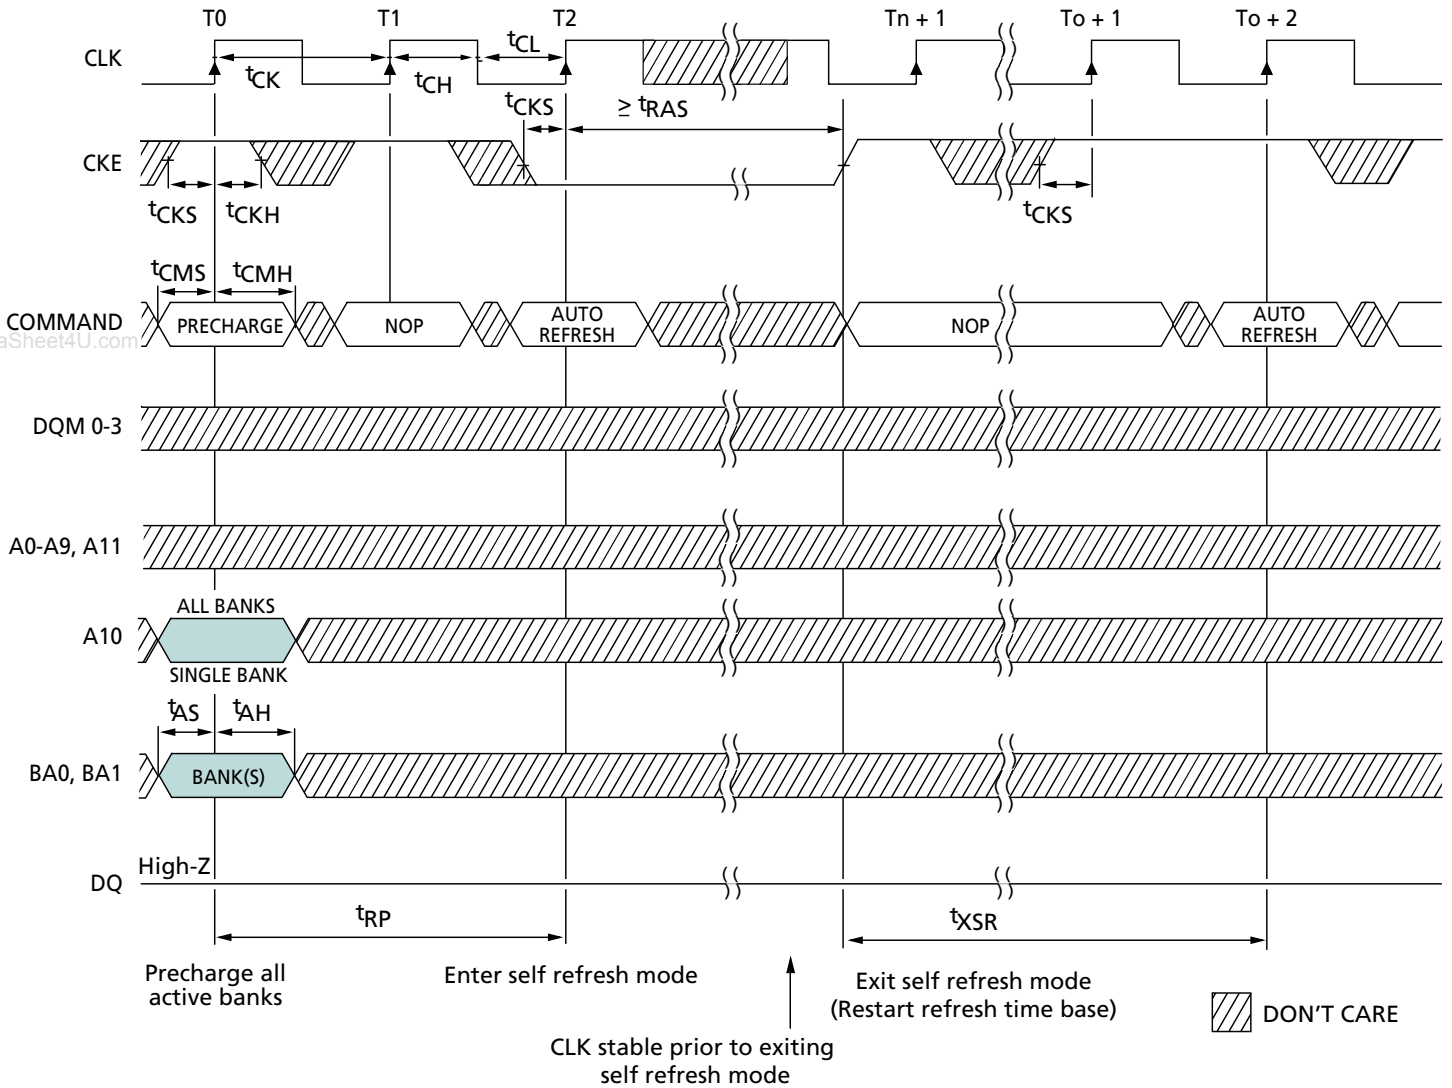 T0 T1 T2 Tn + 1 To + 1 To + 2
CLK
tCK tCH tCL
tCKS ≥ tRAS
CKE
tCKS tCKH tCKS
tCMS tCMH
COMMAND PRECHARGE NOP AUTO REFRESH NOP AUTO REFRESH
aSheet4U.com
DQM 0-3
A0-A9, A11
ALL BANKS
A10
SINGLE BANK
tAS tAH
BA0, BA1 BANK(S)
High-Z
DQ
tRP tXSR
Precharge all
active banks
Enter self refresh mode
Exit self refresh mode
(Restart refresh time base)
CLK stable prior to exiting
self refresh mode
DON'T CARE